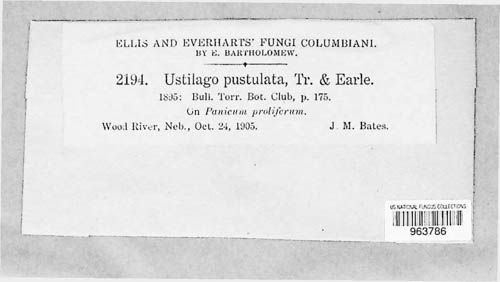 ELLIS AND EVERHARTS' FUNGI COLUMBIANI.
BY E. BARTHOLOMEW.
2194. Ustilago pustulata, Tr. & Earle.
1895: Bull. Torr. Bot. Club, p. 175.
On Panicum proliferum.
Wood River, Neb., Oct. 24, 1905. J. M. Bates.
US NATIONAL FUNGUS COLLECTIONS
963786